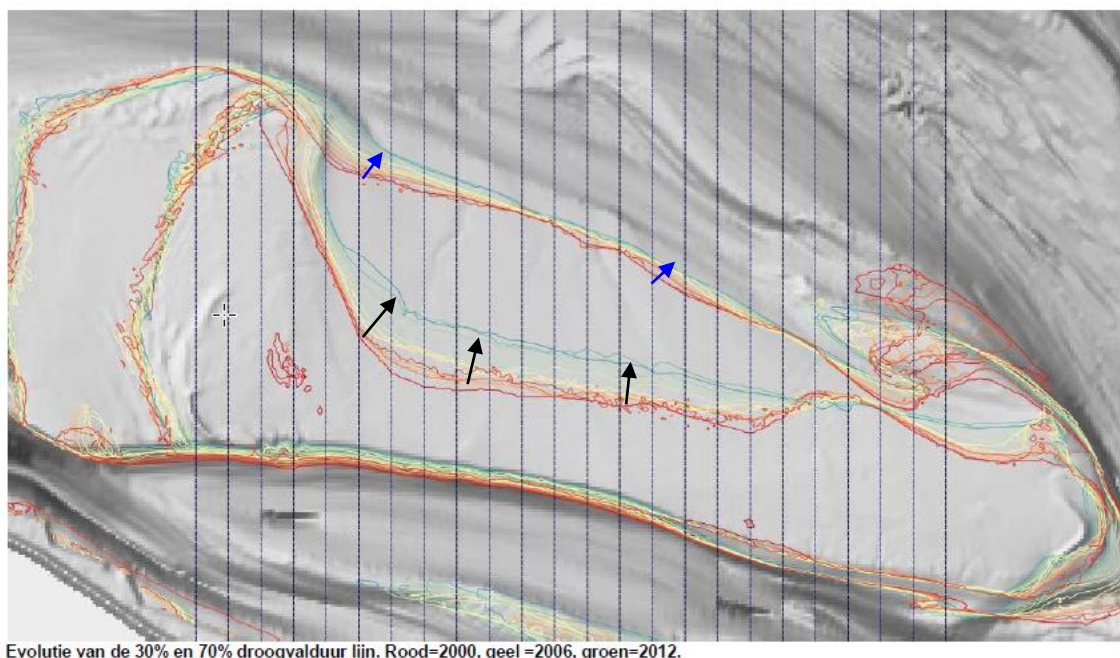 Evolutie van de 30% en 70% droogvalduur lijn. Rood=2000, geel =2006, groen=2012.